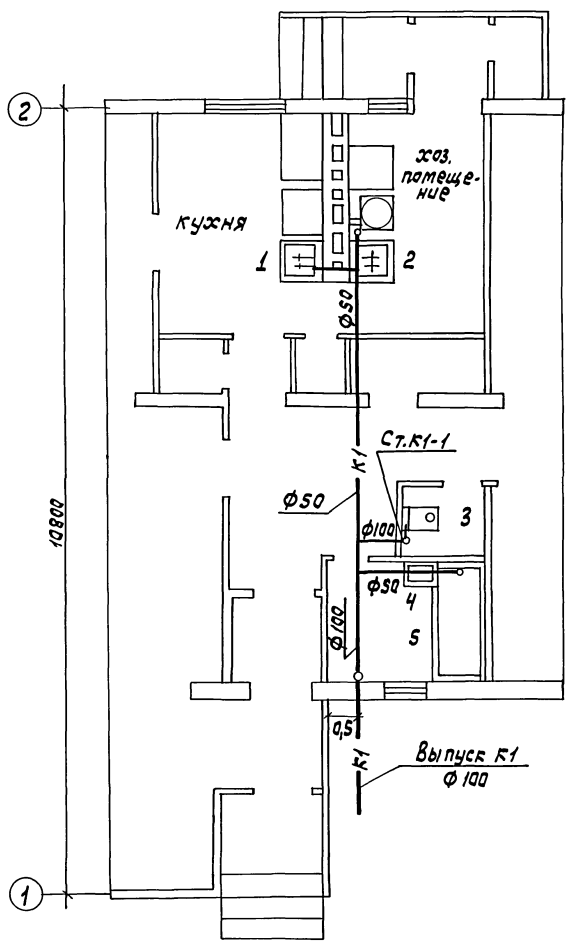 2
хоз.
помеще-
ние
кухня
1
2
ф50
Ст.К1-1
К1
10800
ф50
ф100
3
ф50
4
ф100
5
0,5
К1
Выпуск К1
ф100
1